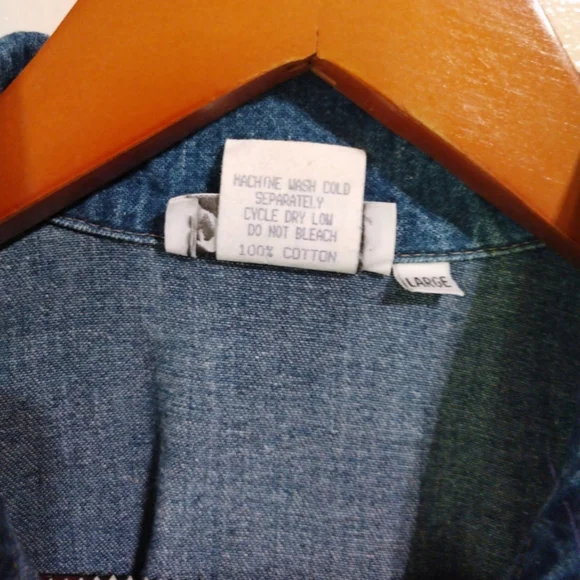 MACHINE WASH COLD
SEPARATELY
CYCLE DRY LOW
DO NOT BLEACH
100% COTTON
LARGE